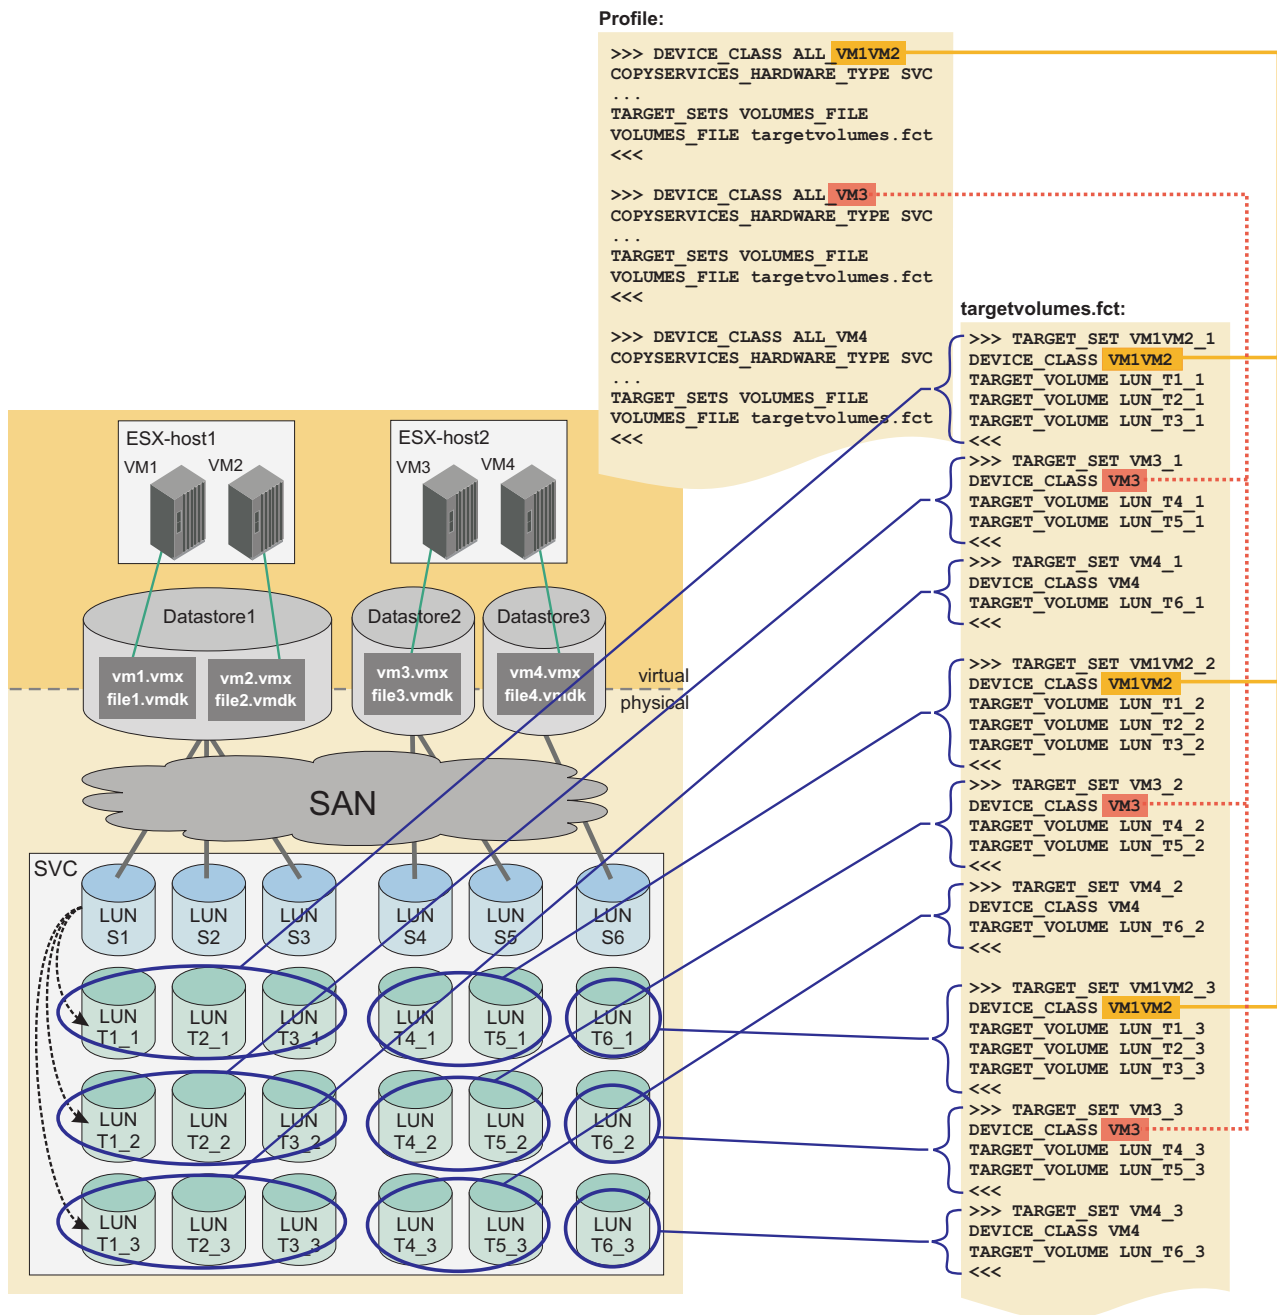 Profile:
>>> DEVICE_CLASS ALL_VM1VM2
COPYSERVICES_HARDWARE_TYPE SVC
...
TARGET_SETS VOLUMES_FILE
VOLUMES_FILE targetvolumes.fct
<<<
>>> DEVICE_CLASS ALL_VM3
COPYSERVICES_HARDWARE_TYPE SVC
...
TARGET_SETS VOLUMES_FILE
VOLUMES_FILE targetvolumes.fct
<<<
>>> DEVICE_CLASS ALL_VM4
COPYSERVICES_HARDWARE_TYPE SVC
...
TARGET_SETS VOLUMES_FILE
VOLUMES_FILE targetvolumes.fct
<<<
targetvolumes.fct:
>>> TARGET_SET VM1VM2_1
DEVICE_CLASS VM1VM2
TARGET_VOLUME LUN_T1_1
TARGET_VOLUME LUN_T2_1
TARGET_VOLUME LUN_T3_1
<<<
>>> TARGET_SET VM3_1
DEVICE_CLASS VM3
TARGET_VOLUME LUN_T4_1
TARGET_VOLUME LUN_T5_1
<<<
>>> TARGET_SET VM4_1
DEVICE_CLASS VM4
TARGET_VOLUME LUN_T6_1
<<<
>>> TARGET_SET VM1VM2_2
DEVICE_CLASS VM1VM2
TARGET_VOLUME LUN_T1_2
TARGET_VOLUME LUN_T2_2
TARGET_VOLUME LUN_T3_2
<<<
>>> TARGET_SET VM3_2
DEVICE_CLASS VM3
TARGET_VOLUME LUN_T4_2
TARGET_VOLUME LUN_T5_2
<<<
>>> TARGET_SET VM4_2
DEVICE_CLASS VM4
TARGET_VOLUME LUN_T6_2
<<<
>>> TARGET_SET VM1VM2_3
DEVICE_CLASS VM1VM2
TARGET_VOLUME LUN_T1_3
TARGET_VOLUME LUN_T2_3
TARGET_VOLUME LUN_T3_3
<<<
>>> TARGET_SET VM3_3
DEVICE_CLASS VM3
TARGET_VOLUME LUN_T4_3
TARGET_VOLUME LUN_T5_3
<<<
>>> TARGET_SET VM4_3
DEVICE_CLASS VM4
TARGET_VOLUME LUN_T6_3
<<<
ESX-host1
VM1
VM2
ESX-host2
VM3
VM4
Datastore1
Datastore2
Datastore3
vm1.vmx
file1.vmdk
vm2.vmx
file2.vmdk
vm3.vmx
file3.vmdk
vm4.vmx
file4.vmdk
virtual
physical
SAN
SVC
LUN
S1
LUN
S2
LUN
S3
LUN
S4
LUN
S5
LUN
S6
LUN
T1_1
LUN
T2_1
LUN
T3_1
LUN
T4_1
LUN
T5_1
LUN
T6_1
LUN
T1_2
LUN
T2_2
LUN
T3_2
LUN
T4_2
LUN
T5_2
LUN
T6_2
LUN
T1_3
LUN
T2_3
LUN
T3_3
LUN
T4_3
LUN
T5_3
LUN
T6_3